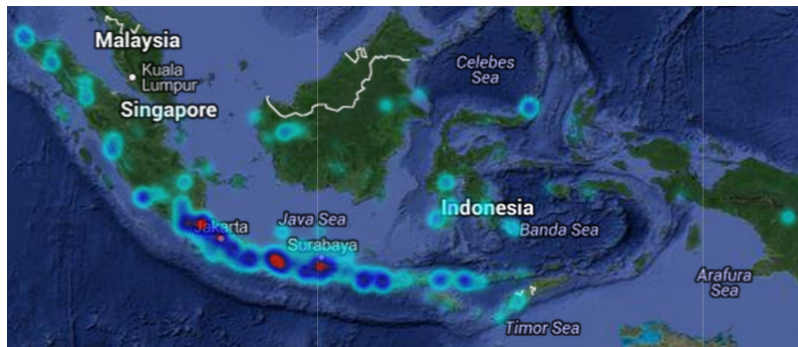 Malaysia
Kuala
Lumpur
Singapore
Celebes
Sea
Indonesia
Java Sea
Jakarta
Surabaya
Banda Sea
Arafura
Sea
Timor Sea